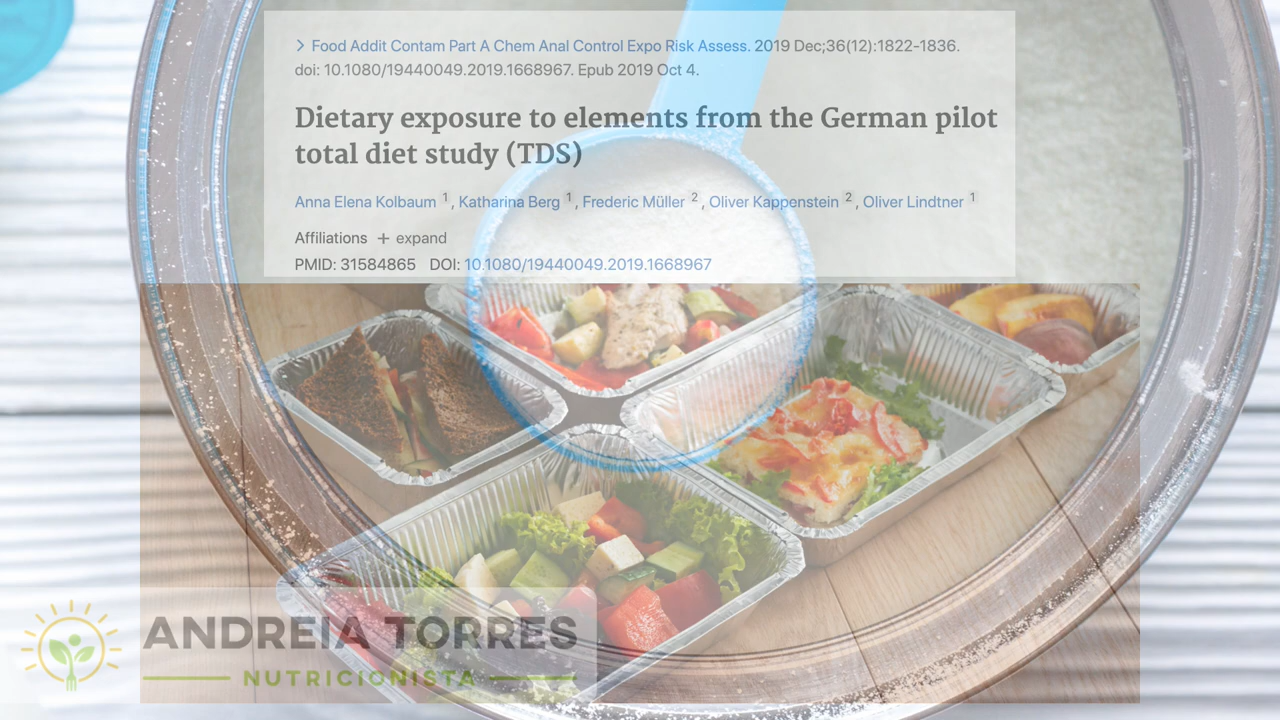 > Food Addit Contam Part A Chem Anal Control Expo Risk Assess. 2019 Dec;36(12):1822-1836.
doi: 10.1080/19440049.2019.1668967. Epub 2019 Oct 4.
Dietary exposure to elements from the German pilot
total diet study (TDS)
Anna Elena Kolbaum 1, Katharina Berg 1, Frederic Müller 2, Oliver Kappenstein 2, Oliver Lindtner 1
Affiliations + expand
PMID: 31584865 DOI: 10.1080/19440049.2019.1668967
ANDREIA TORRES
NUTRICIONISTA